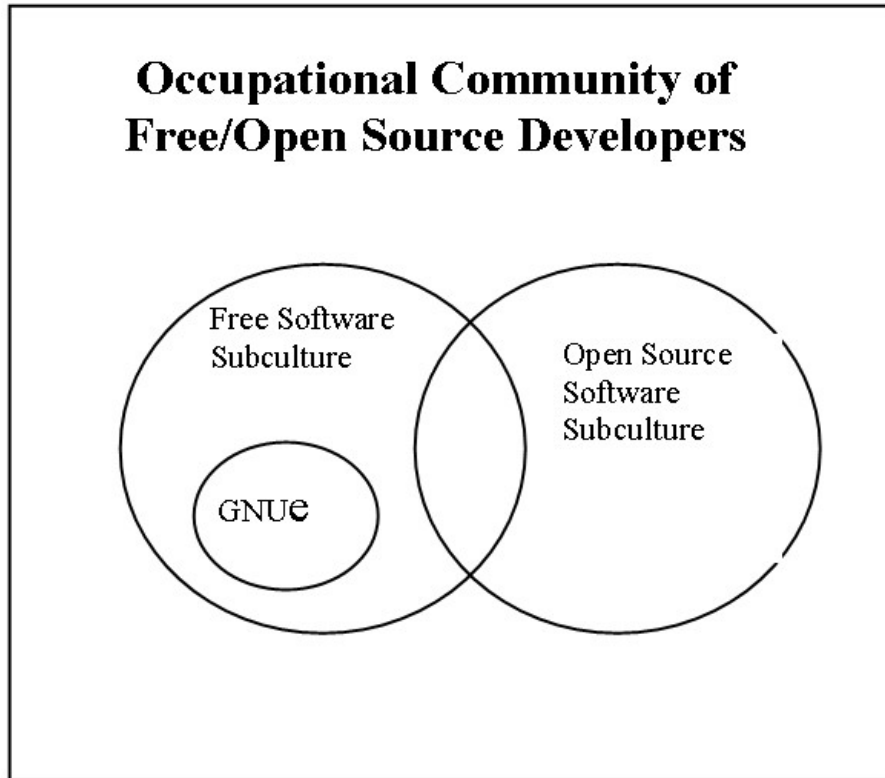 Occupational Community of
Free/Open Source Developers
Free Software
Subculture
Open Source
Software
Subculture
GNUe